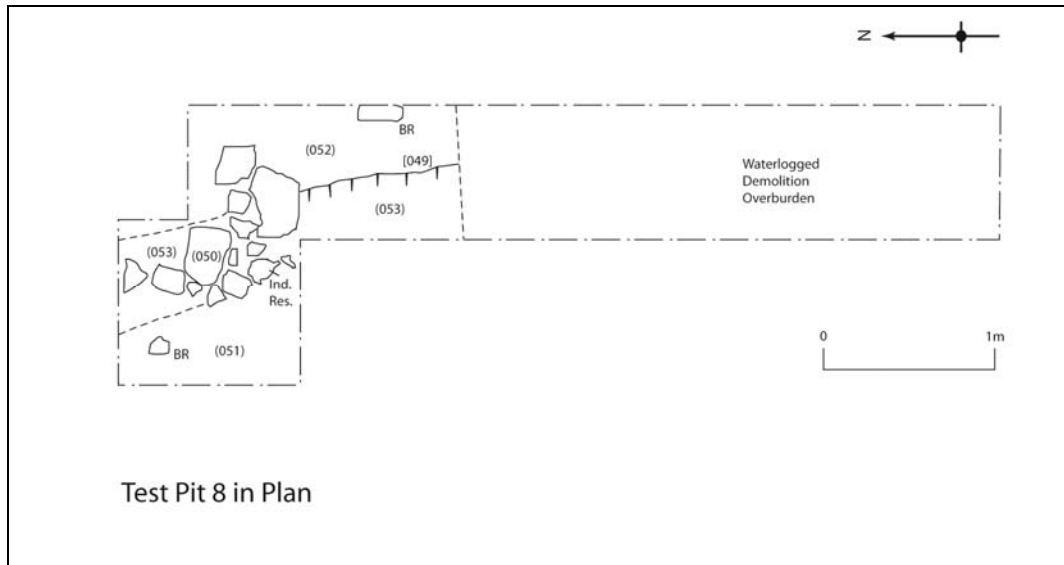 N
BR
(052)
[049]
(053)
Waterlogged
Demolition
Overburden
(053)
(050)
Ind.
Res.
BR
(051)
0
1m
Test Pit 8 in Plan